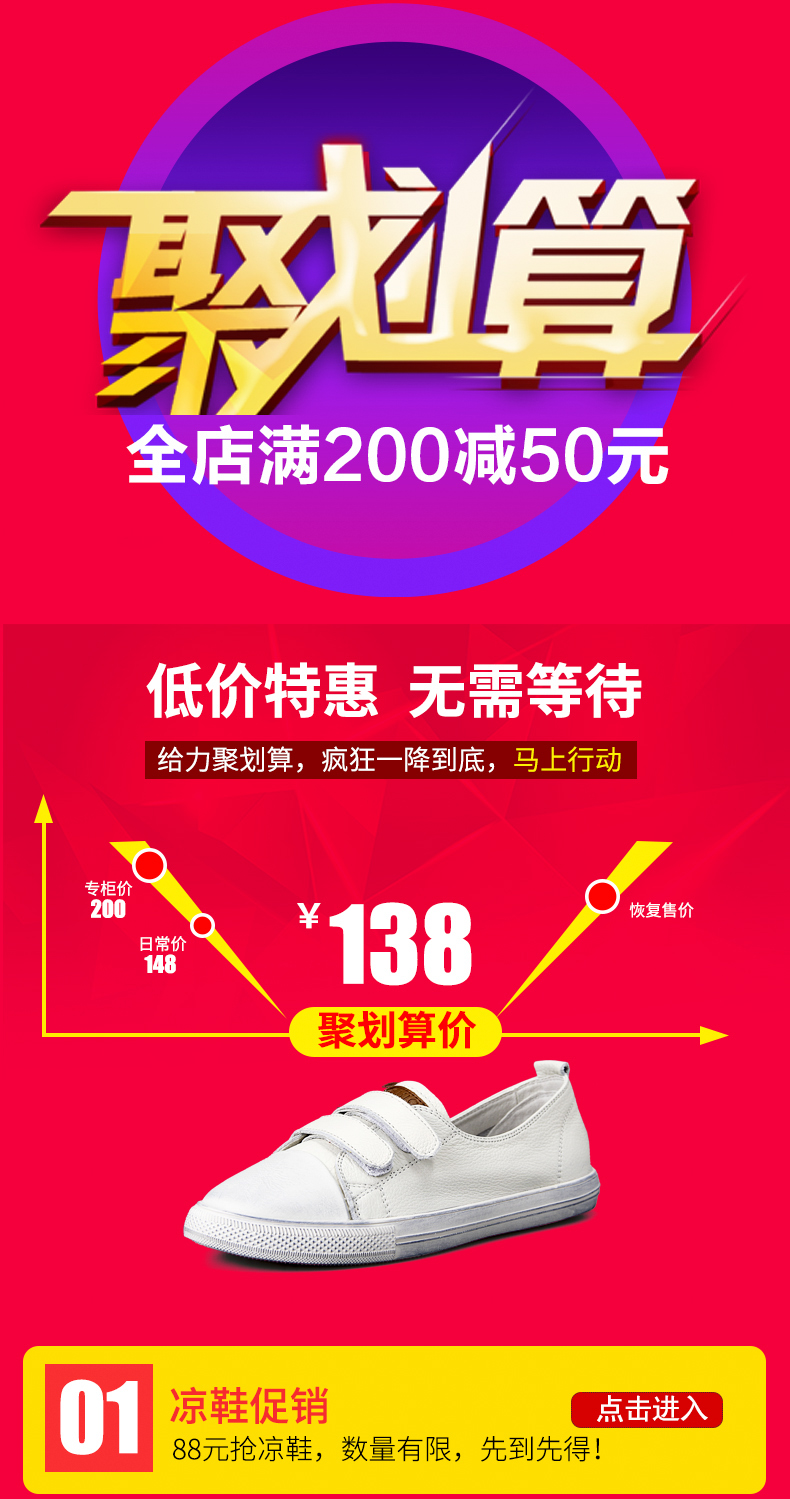 聚划算
全店满200减50元
低价特惠 无需等待
给力聚划算，疯狂一降到底，马上行动
专柜价
200
日常价
148
¥138
恢复售价
聚划算价
01
凉鞋促销
点击进入
88元抢凉鞋，数量有限，先到先得！